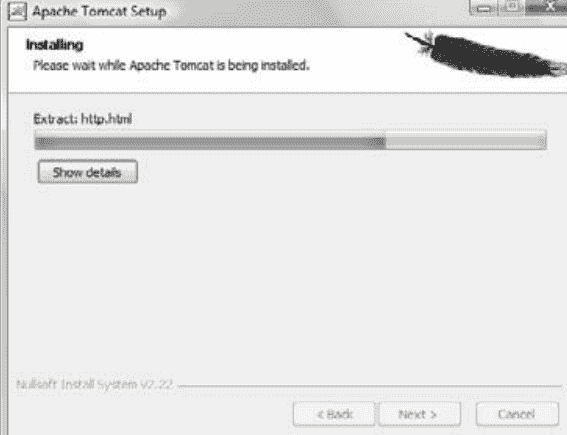 Apache Tomcat Setup
Installing
Please wait while Apache Tomcat is being installed.
Extract: http.html
Show details
Nullsoft Install System v2.22
< Back
Next >
Cancel